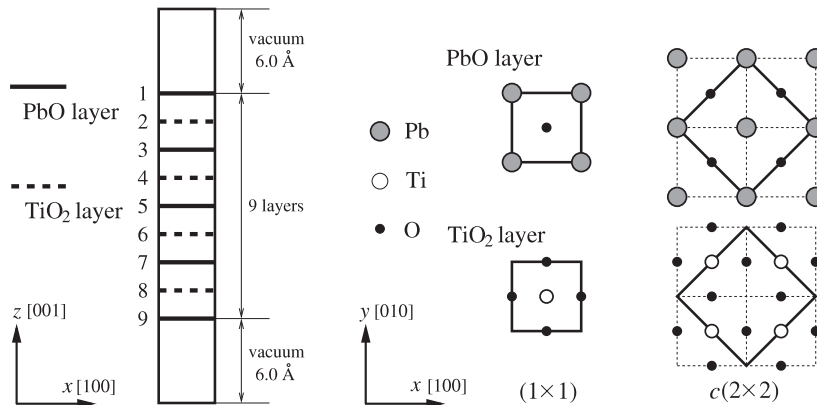 vacuum
6.0 Å
PbO layer
TiO2 layer
1
2
3
4
5
6
7
8
9
9 layers
vacuum
6.0 Å
z [001]
x [100]
PbO layer
Pb
Ti
O
TiO2 layer
y [010]
x [100]
(1×1)
c(2×2)